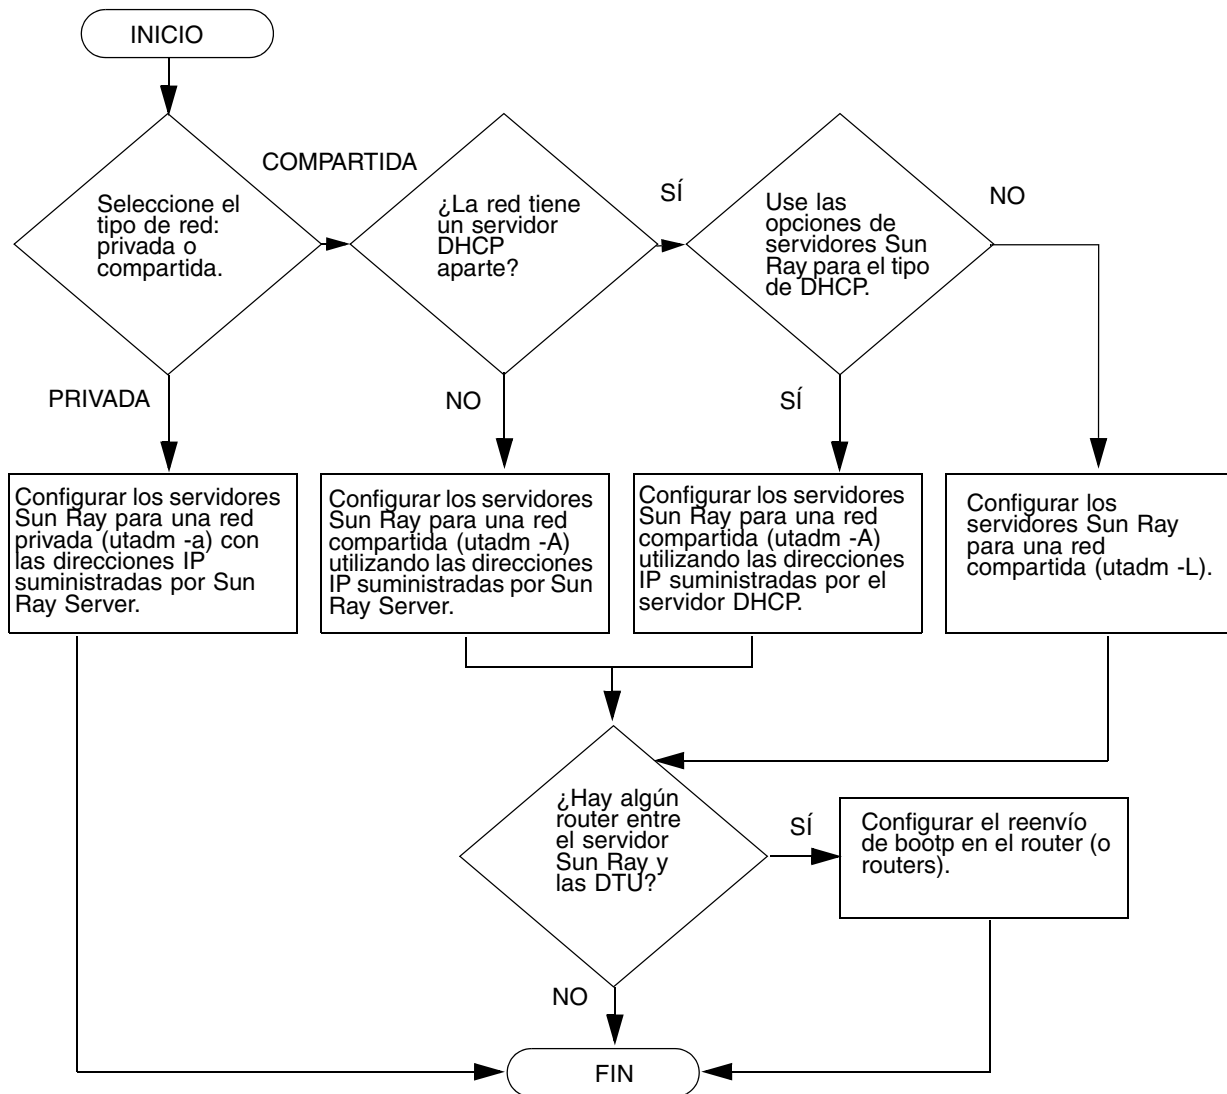 INICIO
Seleccione el
tipo de red:
privada o
compartida.
COMPARTIDA
¿La red tiene
un servidor
DHCP
aparte?
SÍ
Use las
opciones de
servidores Sun
Ray para el tipo
de DHCP.
NO
PRIVADA
NO
SÍ
Configurar los servidores
Sun Ray para una red
privada (utadm -a) con
las direcciones IP
suministradas por Sun
Ray Server.
Configurar los servidores
Sun Ray para una red
compartida (utadm -A)
utilizando las direcciones
IP suministradas por Sun
Ray Server.
Configurar los servidores
Sun Ray para una red
compartida (utadm -A)
utilizando las direcciones
IP suministradas por el
servidor DHCP.
Configurar los
servidores Sun Ray
para una red
compartida (utadm -L).
¿Hay algún
router entre
el servidor
Sun Ray y
las DTU?
SÍ
Configurar el reenvío
de bootp en el router (o
routers).
NO
FIN